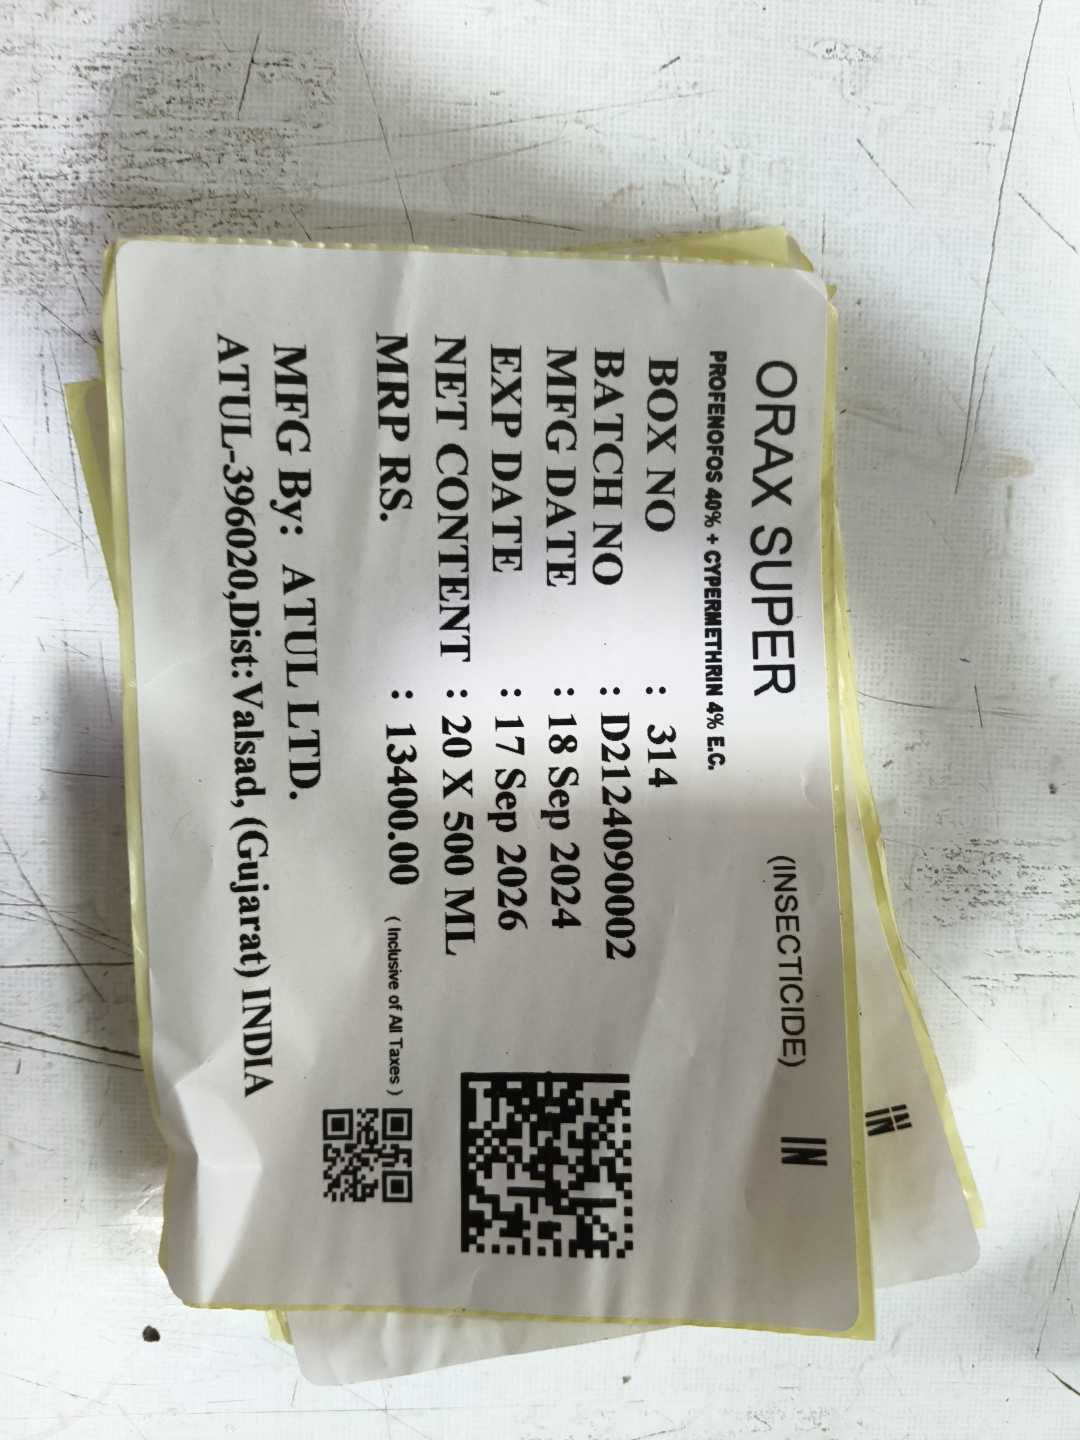 ORAX SUPER (INSECTICIDE) IN
PROFENOFOS 40% + CYPERMETHRIN 4% E.C.
BOX NO : 314
BATCH NO : D2124090002
MFG DATE : 18 Sep 2024
EXP DATE : 17 Sep 2026
NET CONTENT : 20 X 500 ML
MRP RS. : 13400.00 ( Inclusive of All Taxes )
MFG By: ATUL LTD.
ATUL-396020,Dist:Valsad, (Gujarat) INDIA
IN